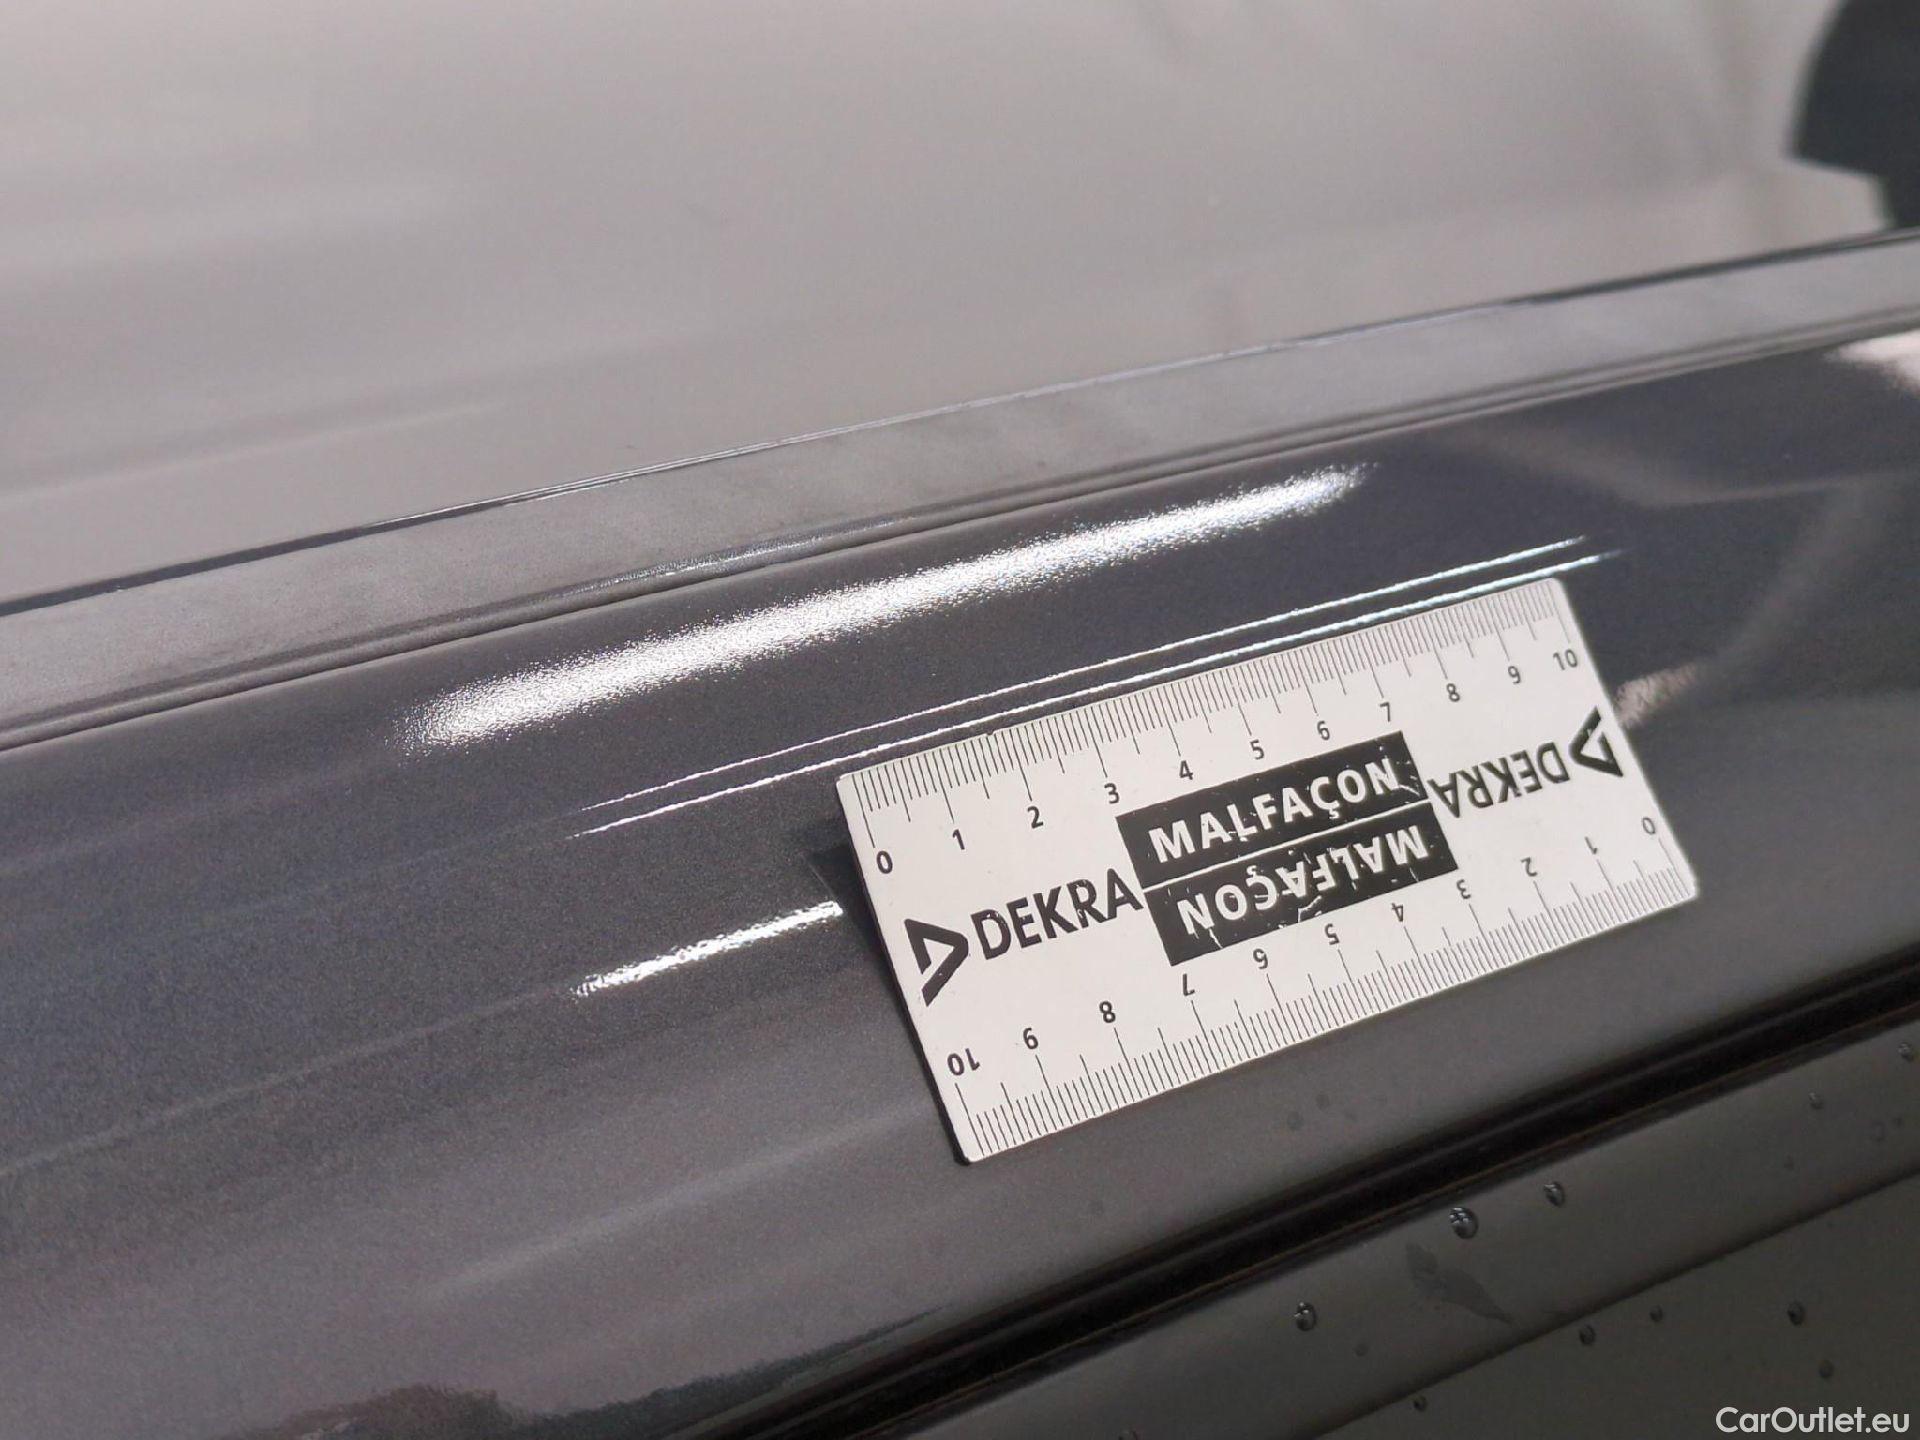 0 1 2 3 4 5 6 7 8 9 10
MALFAÇON
DEKRA
DEKRA
MALFAÇON
10 9 8 7 6 5 4 3 2 1 0
CarOutlet.eu